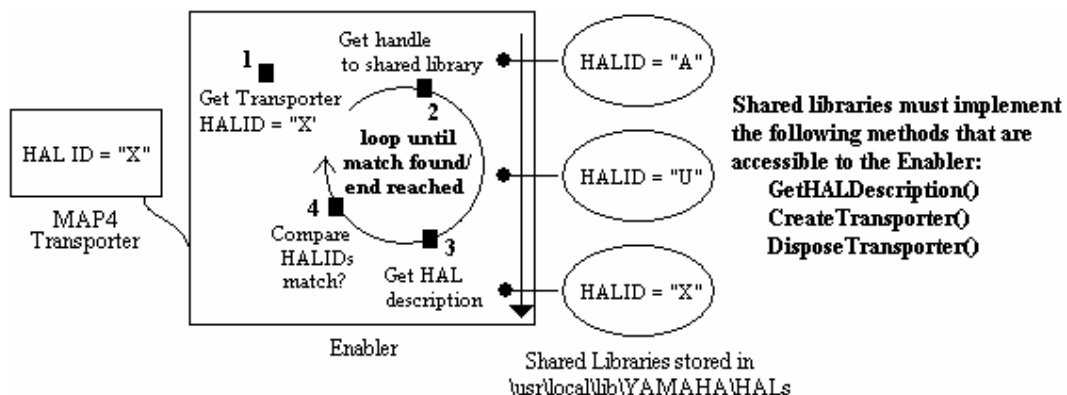 HAL ID = "X"
MAP4
Transporter
1
Get Transporter
HALID = "X'
Get handle
to shared library
2
loop until
match found/
end reached
4
Compare
HALIDs
match?
3
Get HAL
description
Enabler
HALID = "A"
HALID = "U"
HALID = "X"
Shared Libraries stored in
\usr\local\lib\YAMAHA\HALs
Shared libraries must implement
the following methods that are
accessible to the Enabler:
GetHALDescription()
CreateTransporter()
DisposeTransporter()